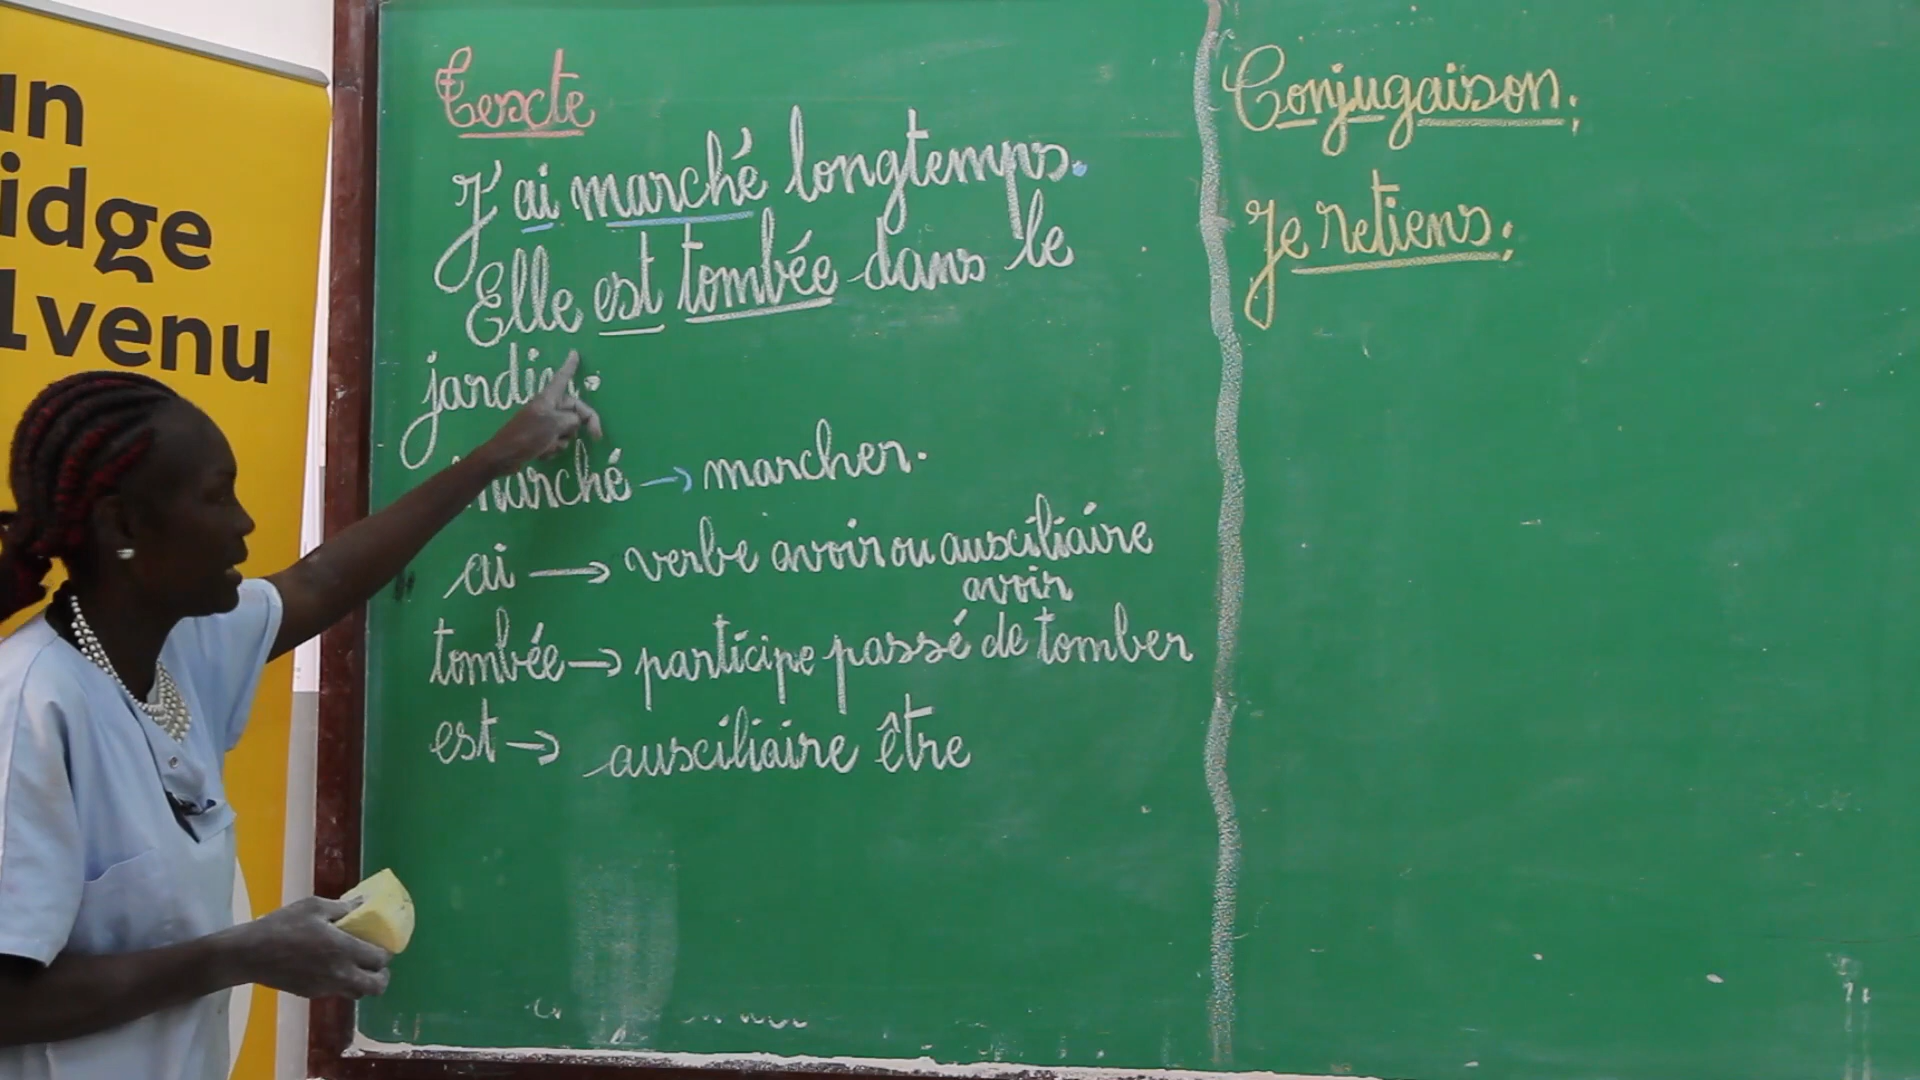 un
idge
lvenu
Texte
J'ai marché longtemps.
Elle est tombée dans le
jardin.
marché → marcher.
ai → verbe avoir ou auxiliaire
avoir
tombée → participe passé de tomber
est → auxiliaire être
Conjugaison:
Je retiens: